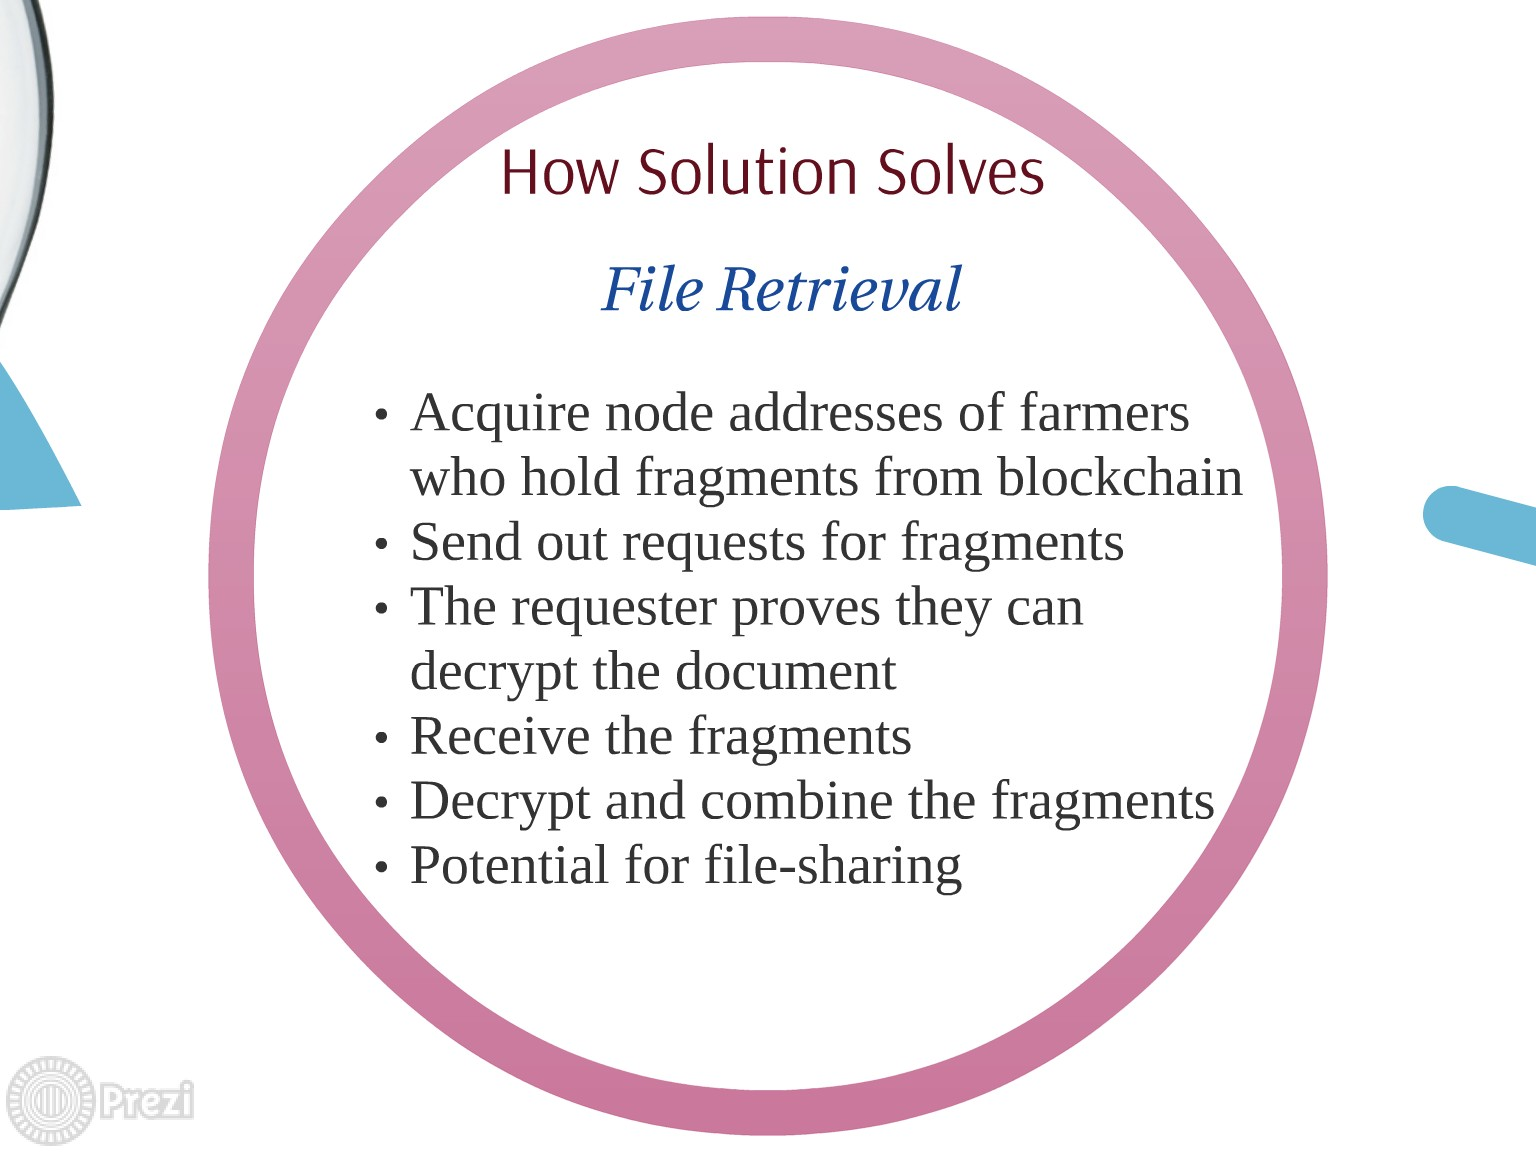 How Solution Solves
File Retrieval
• Acquire node addresses of farmers
who hold fragments from blockchain
• Send out requests for fragments
• The requester proves they can
decrypt the document
• Receive the fragments
• Decrypt and combine the fragments
• Potential for file-sharing
Prezi